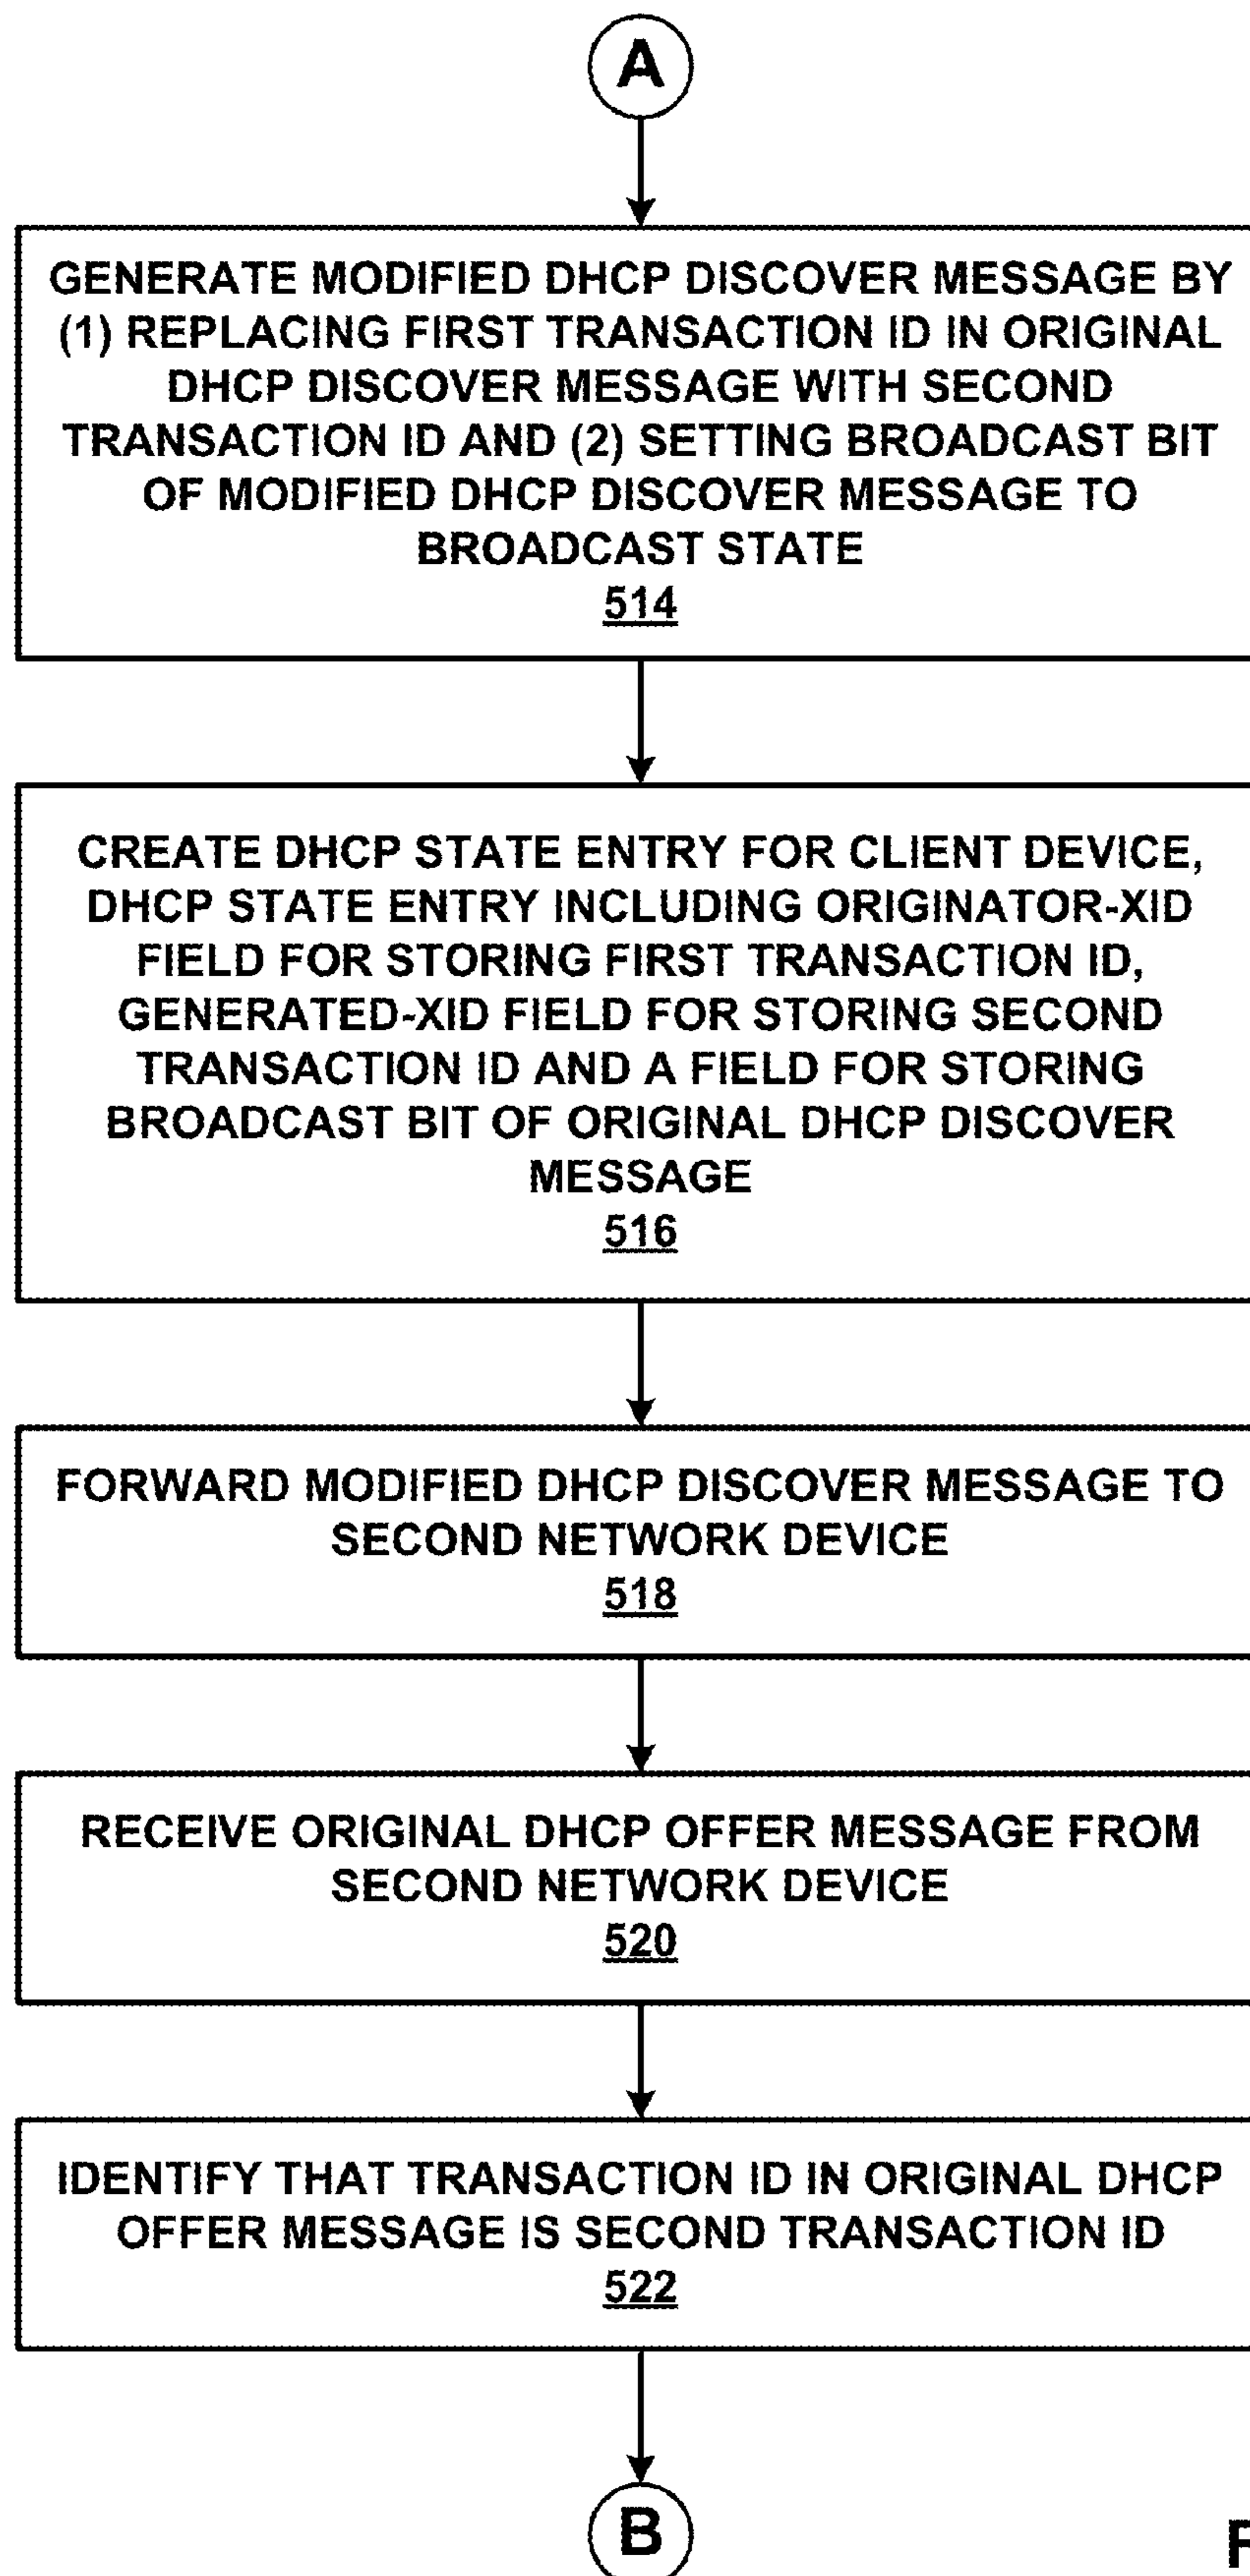 A
GENERATE MODIFIED DHCP DISCOVER MESSAGE BY
(1) REPLACING FIRST TRANSACTION ID IN ORIGINAL
DHCP DISCOVER MESSAGE WITH SECOND
TRANSACTION ID AND (2) SETTING BROADCAST BIT
OF MODIFIED DHCP DISCOVER MESSAGE TO
BROADCAST STATE
514
CREATE DHCP STATE ENTRY FOR CLIENT DEVICE,
DHCP STATE ENTRY INCLUDING ORIGINATOR-XID
FIELD FOR STORING FIRST TRANSACTION ID,
GENERATED-XID FIELD FOR STORING SECOND
TRANSACTION ID AND A FIELD FOR STORING
BROADCAST BIT OF ORIGINAL DHCP DISCOVER
MESSAGE
516
FORWARD MODIFIED DHCP DISCOVER MESSAGE TO
SECOND NETWORK DEVICE
518
RECEIVE ORIGINAL DHCP OFFER MESSAGE FROM
SECOND NETWORK DEVICE
520
IDENTIFY THAT TRANSACTION ID IN ORIGINAL DHCP
OFFER MESSAGE IS SECOND TRANSACTION ID
522
B